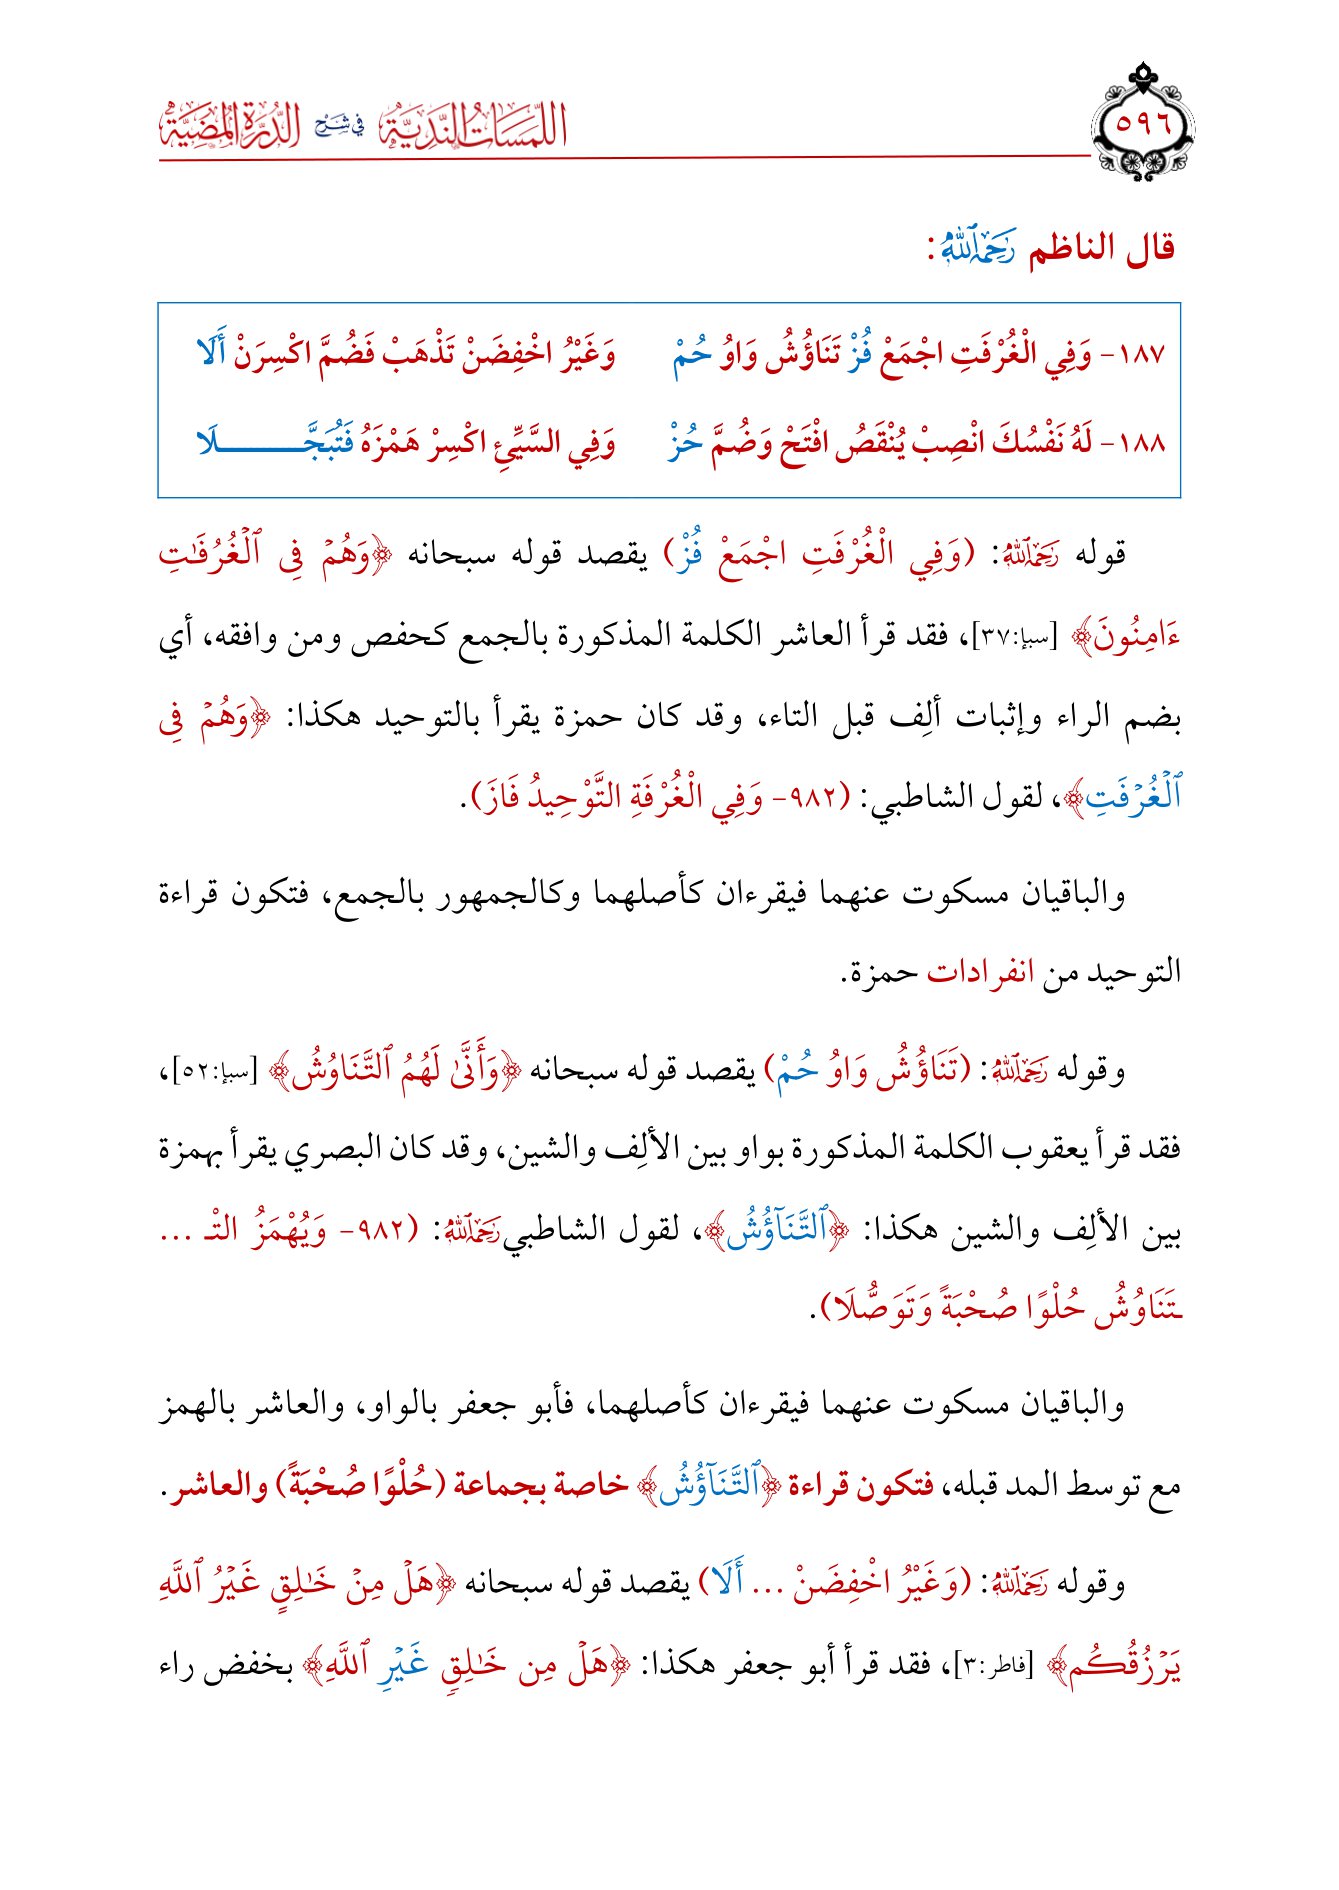 اللمسات الندية في شرح الدرة المضية
٥٩٦
قال الناظم رَحِمَهُ ٱللَّهُ:
١٨٧- وَفِي الْغُرْفَتِ اجْمَعْ فُزْ تَنَاؤُشُ وَاوُ حُمْ وَغَيْرُ اخْفِضَنْ تَذْهَبْ فَضُمَّ اكْسِرَنْ أَلَا
١٨٨- لَهُ نَفْسُكَ انْصِبْ يُنْقَصُ افْتَحْ وَضُمَّ حُزْ وَفِي السَّيِّئِ اكْسِرْ هَمْزَهُ فَتُبَجَّـــــــــلَا
قوله رَحِمَهُ ٱللَّهُ: (وَفِي الْغُرْفَتِ اجْمَعْ فُزْ) يقصد قوله سبحانه ﴿وَهُمْ فِى ٱلْغُرُفَـٰتِ
ءَامِنُونَ﴾ [سبإ:٣٧]، فقد قرأ العاشر الكلمة المذكورة بالجمع كحفص ومن وافقه، أي
بضم الراء وإثبات ألِف قبل التاء، وقد كان حمزة يقرأ بالتوحيد هكذا: ﴿وَهُمْ فِى
ٱلْغُرْفَتِ﴾، لقول الشاطبي: (٩٨٢- وَفِي الْغُرْفَةِ التَّوْحِيدُ فَازَ).
والباقيان مسكوت عنهما فيقرءان كأصلهما وكالجمهور بالجمع، فتكون قراءة
التوحيد من انفرادات حمزة.
وقوله رَحِمَهُ ٱللَّهُ: (تَنَاؤُشُ وَاوُ حُمْ) يقصد قوله سبحانه ﴿وَأَنَّىٰ لَهُمُ ٱلتَّنَاوُشُ﴾ [سبإ:٥٢]،
فقد قرأ يعقوب الكلمة المذكورة بواو بين الألِف والشين، وقد كان البصري يقرأ بهمزة
بين الألِف والشين هكذا: ﴿ٱلتَّنَآؤُشُ﴾، لقول الشاطبي رَحِمَهُ ٱللَّهُ: (٩٨٢- وَيُهْمَزُ التْـ ...
ـتَنَاوُشُ حُلْوًا صُحْبَةً وَتَوَصُّلَا).
والباقيان مسكوت عنهما فيقرءان كأصلهما، فأبو جعفر بالواو، والعاشر بالهمز
مع توسط المد قبله، فتكون قراءة ﴿ٱلتَّنَآؤُشُ﴾ خاصة بجماعة (حُلْوًا صُحْبَةً) والعاشر.
وقوله رَحِمَهُ ٱللَّهُ: (وَغَيْرُ اخْفِضَنْ ... أَلَا) يقصد قوله سبحانه ﴿هَلْ مِنْ خَـٰلِقٍ غَيْرُ ٱللَّهِ
يَرْزُقُكُم﴾ [فاطر:٣]، فقد قرأ أبو جعفر هكذا: ﴿هَلْ مِن خَـٰلِقٍ غَيْرِ ٱللَّهِ﴾ بخفض راء